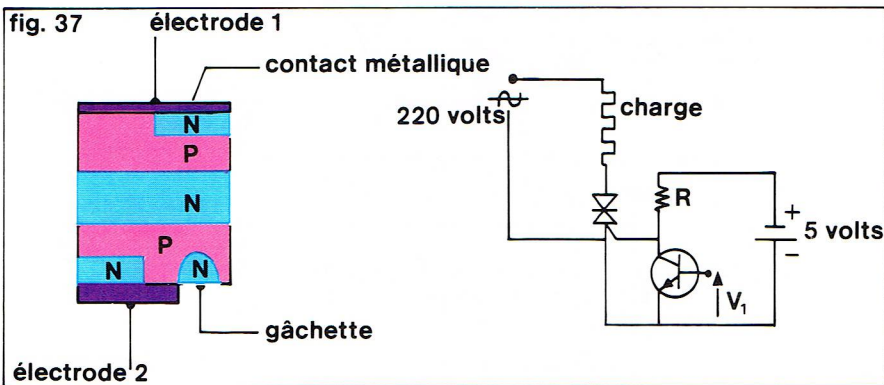 fig. 37
électrode 1
contact métallique
N
P
N
P
N
N
gâchette
électrode 2
220 volts
charge
R
+
5 volts
−
V₁